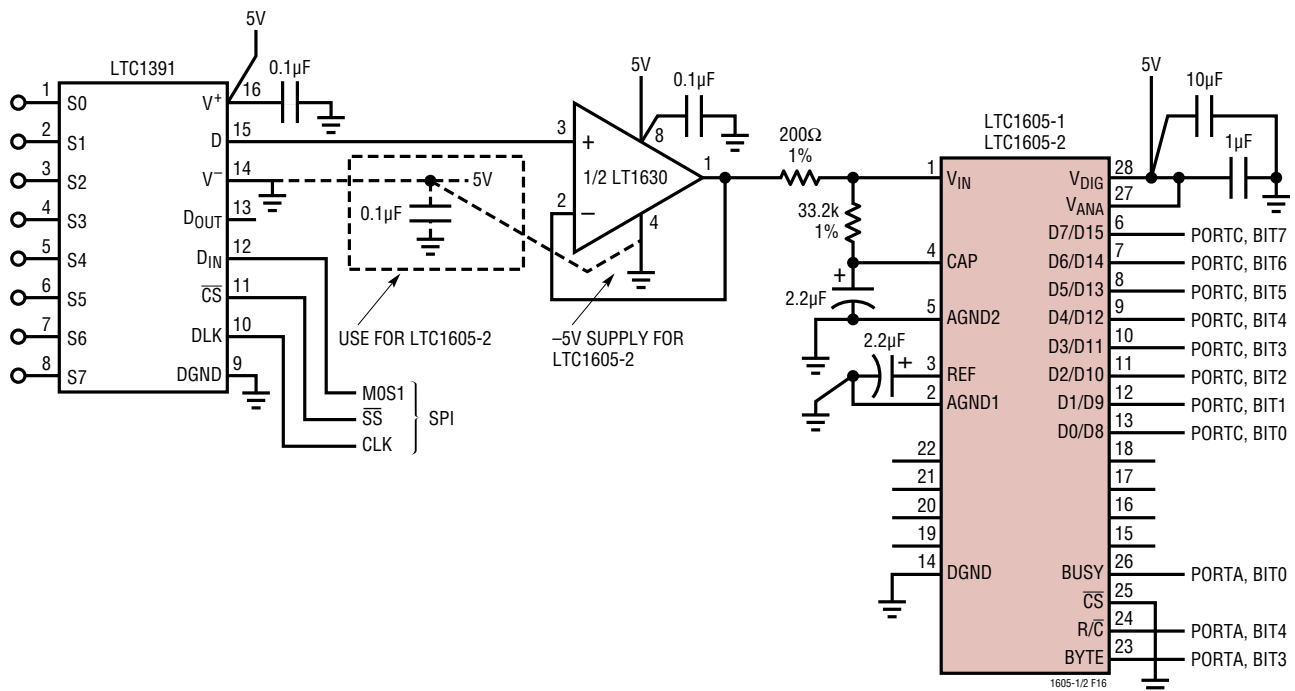 LTC1391
5V
0.1µF
1 S0
2 S1
3 S2
4 S3
5 S4
6 S5
7 S6
8 S7
V+ 16
D 15
V– 14
DOUT 13
DIN 12
CS 11
DLK 10
DGND 9
5V
0.1µF
USE FOR LTC1605-2
–5V SUPPLY FOR
LTC1605-2
M0S1
SS
CLK
SPI
5V
0.1µF
8
3 +
2 –
1/2 LT1630
1
4
200Ω
1%
33.2k
1%
2.2µF
2.2µF
LTC1605-1
LTC1605-2
1 VIN
4 CAP
5 AGND2
3 REF
2 AGND1
22
21
20
19
14 DGND
5V
10µF
1µF
VDIG 28
VANA 27
D7/D15 6 PORTC, BIT7
D6/D14 7 PORTC, BIT6
D5/D13 8 PORTC, BIT5
D4/D12 9 PORTC, BIT4
D3/D11 10 PORTC, BIT3
D2/D10 11 PORTC, BIT2
D1/D9 12 PORTC, BIT1
D0/D8 13 PORTC, BIT0
18
17
16
15
BUSY 26 PORTA, BIT0
CS 25
R/C 24 PORTA, BIT4
BYTE 23 PORTA, BIT3
1605-1/2 F16